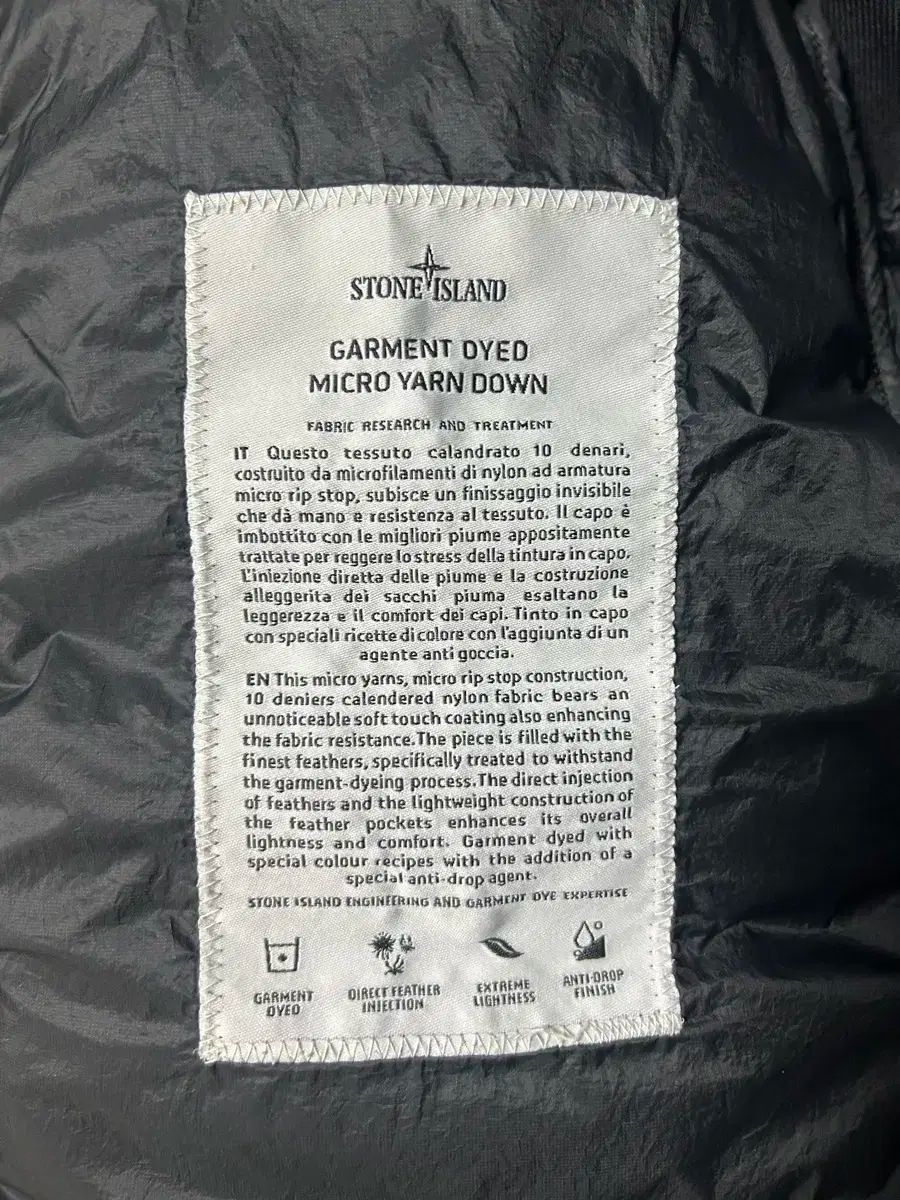 STONE ISLAND
GARMENT DYED
MICRO YARN DOWN
FABRIC RESEARCH AND TREATMENT
IT Questo tessuto calandrato 10 denari,
costruito da microfilamenti di nylon ad armatura
micro rip stop, subisce un finissaggio invisibile
che dà mano e resistenza al tessuto. Il capo è
imbottito con le migliori piume appositamente
trattate per reggere lo stress della tintura in capo.
L'iniezione diretta delle piume e la costruzione
alleggerita dei sacchi piuma esaltano la
leggerezza e il comfort dei capi. Tinto in capo
con speciali ricette di colore con l'aggiunta di un
agente anti goccia.
EN This micro yarns, micro rip stop construction,
10 deniers calendered nylon fabric bears an
unnoticeable soft touch coating also enhancing
the fabric resistance. The piece is filled with the
finest feathers, specifically treated to withstand
the garment-dyeing process. The direct injection
of feathers and the lightweight construction of
the feather pockets enhances its overall
lightness and comfort. Garment dyed with
special colour recipes with the addition of a
special anti-drop agent.
STONE ISLAND ENGINEERING AND GARMENT DYE EXPERTISE
GARMENT DYED
DIRECT FEATHER INJECTION
EXTREME LIGHTNESS
ANTI-DROP FINISH